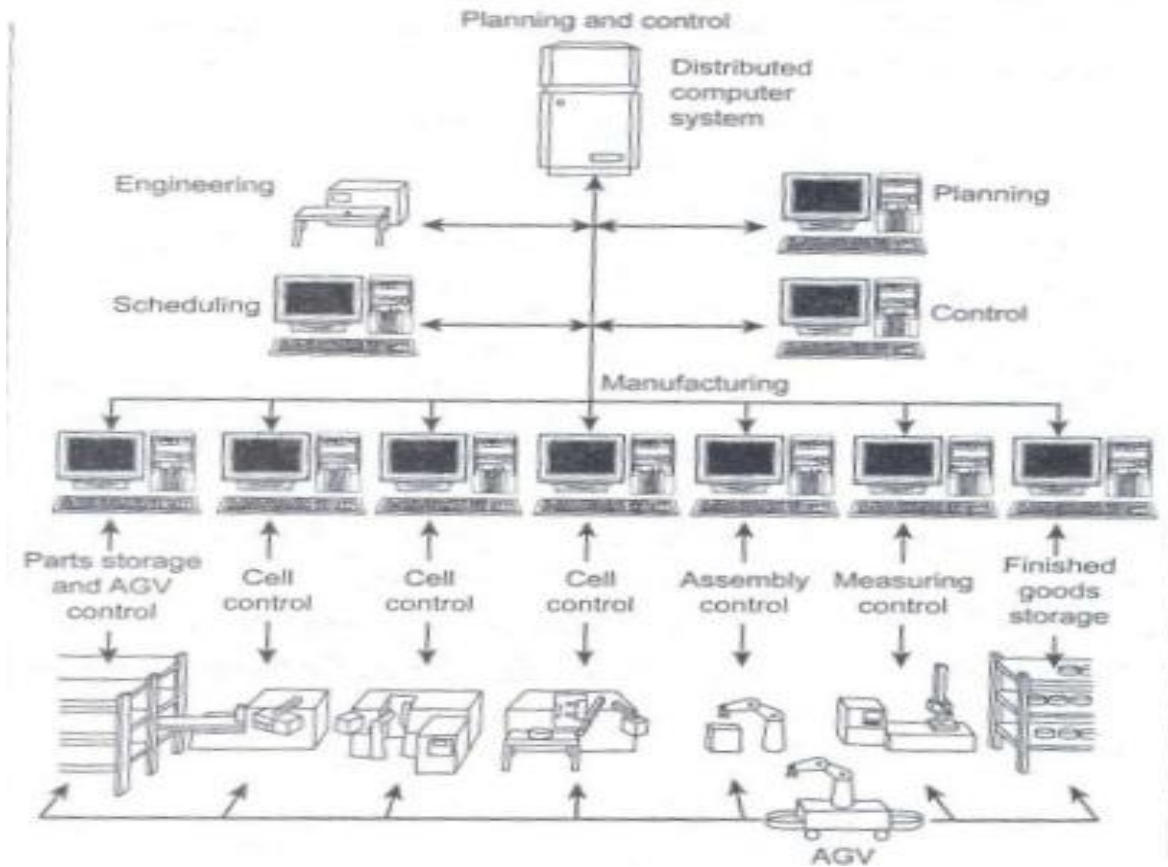 Planning and control
Distributed
computer
system
Engineering
Planning
Scheduling
Control
Manufacturing
Parts storage
and AGV
control
Cell
control
Cell
control
Cell
control
Assembly
control
Measuring
control
Finished
goods
storage
AGV